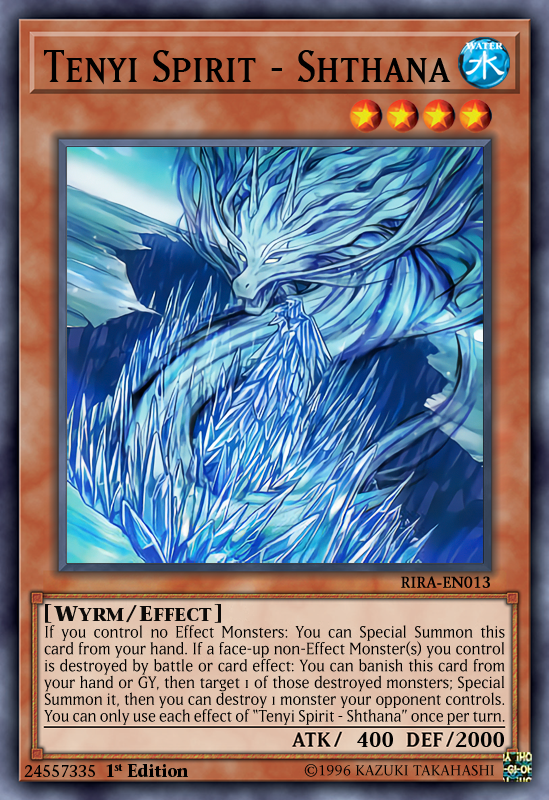 Tenyi Spirit - Shthana
WATER
水
RIRA-EN013
[Wyrm/Effect]
If you control no Effect Monsters: You can Special Summon this
card from your hand. If a face-up non-Effect Monster(s) you control
is destroyed by battle or card effect: You can banish this card from
your hand or GY, then target 1 of those destroyed monsters; Special
Summon it, then you can destroy 1 monster your opponent controls.
You can only use each effect of "Tenyi Spirit - Shthana" once per turn.
ATK/ 400 DEF/2000
24557335 1st Edition ©1996 KAZUKI TAKAHASHI